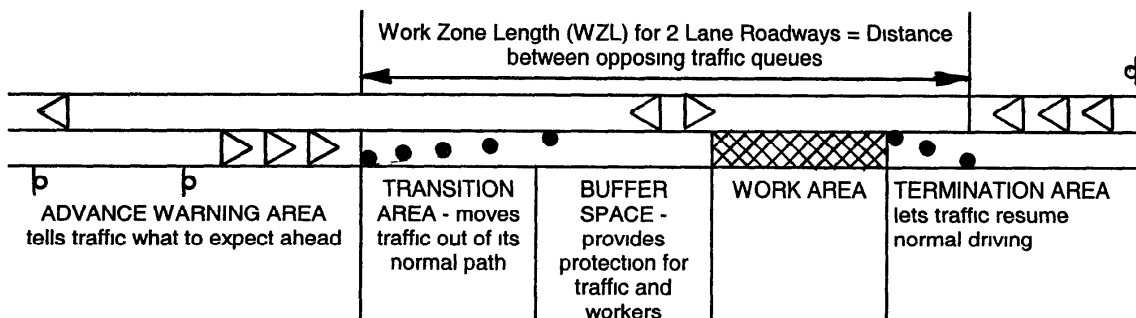 Work Zone Length (WZL) for 2 Lane Roadways = Distance
between opposing traffic queues
ADVANCE WARNING AREA
tells traffic what to expect ahead
TRANSITION
AREA - moves
traffic out of its
normal path
BUFFER
SPACE -
provides
protection for
traffic and
workers
WORK AREA
TERMINATION AREA
lets traffic resume
normal driving